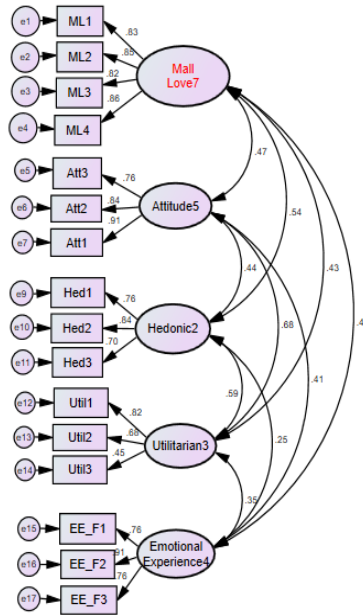 e1
ML1
.83
e2
ML2
.85
e3
ML3
.82
e4
ML4
.86
Mall
Love7
.47
e5
Att3
.76
e6
Att2
.84
e7
Att1
.91
Attitude5
.54
.44
.43
e9
Hed1
.76
e10
Hed2
.84
e11
Hed3
.70
Hedonic2
.68
.41
.59
.25
e12
Util1
.82
e13
Util2
.68
e14
Util3
.45
Utilitarian3
.35
e15
EE_F1
.76
e16
EE_F2
.91
e17
EE_F3
.76
Emotional
Experience4